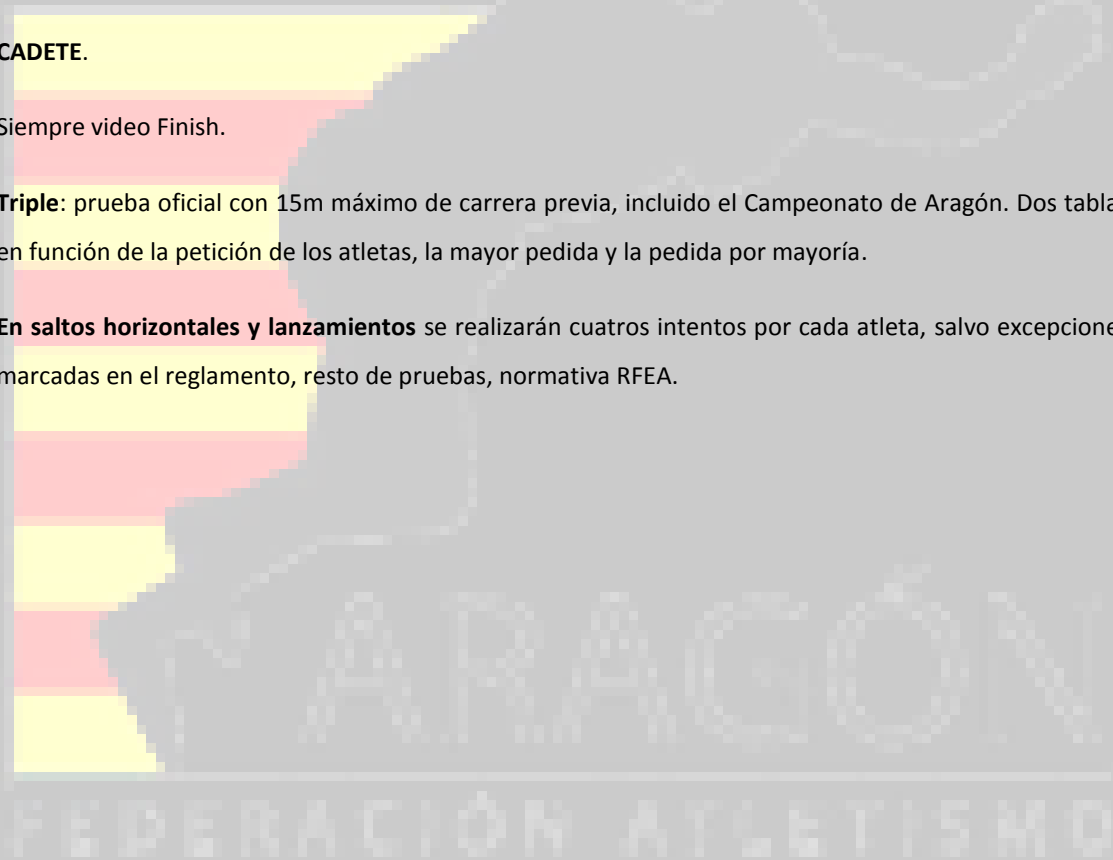 CADETE.
Siempre video Finish.
Triple: prueba oficial con 15m máximo de carrera previa, incluido el Campeonato de Aragón. Dos tabla
en función de la petición de los atletas, la mayor pedida y la pedida por mayoría.
En saltos horizontales y lanzamientos se realizarán cuatros intentos por cada atleta, salvo excepcione
marcadas en el reglamento, resto de pruebas, normativa RFEA.
ARAGÓN
FEDERACIÓN ATLETISMO